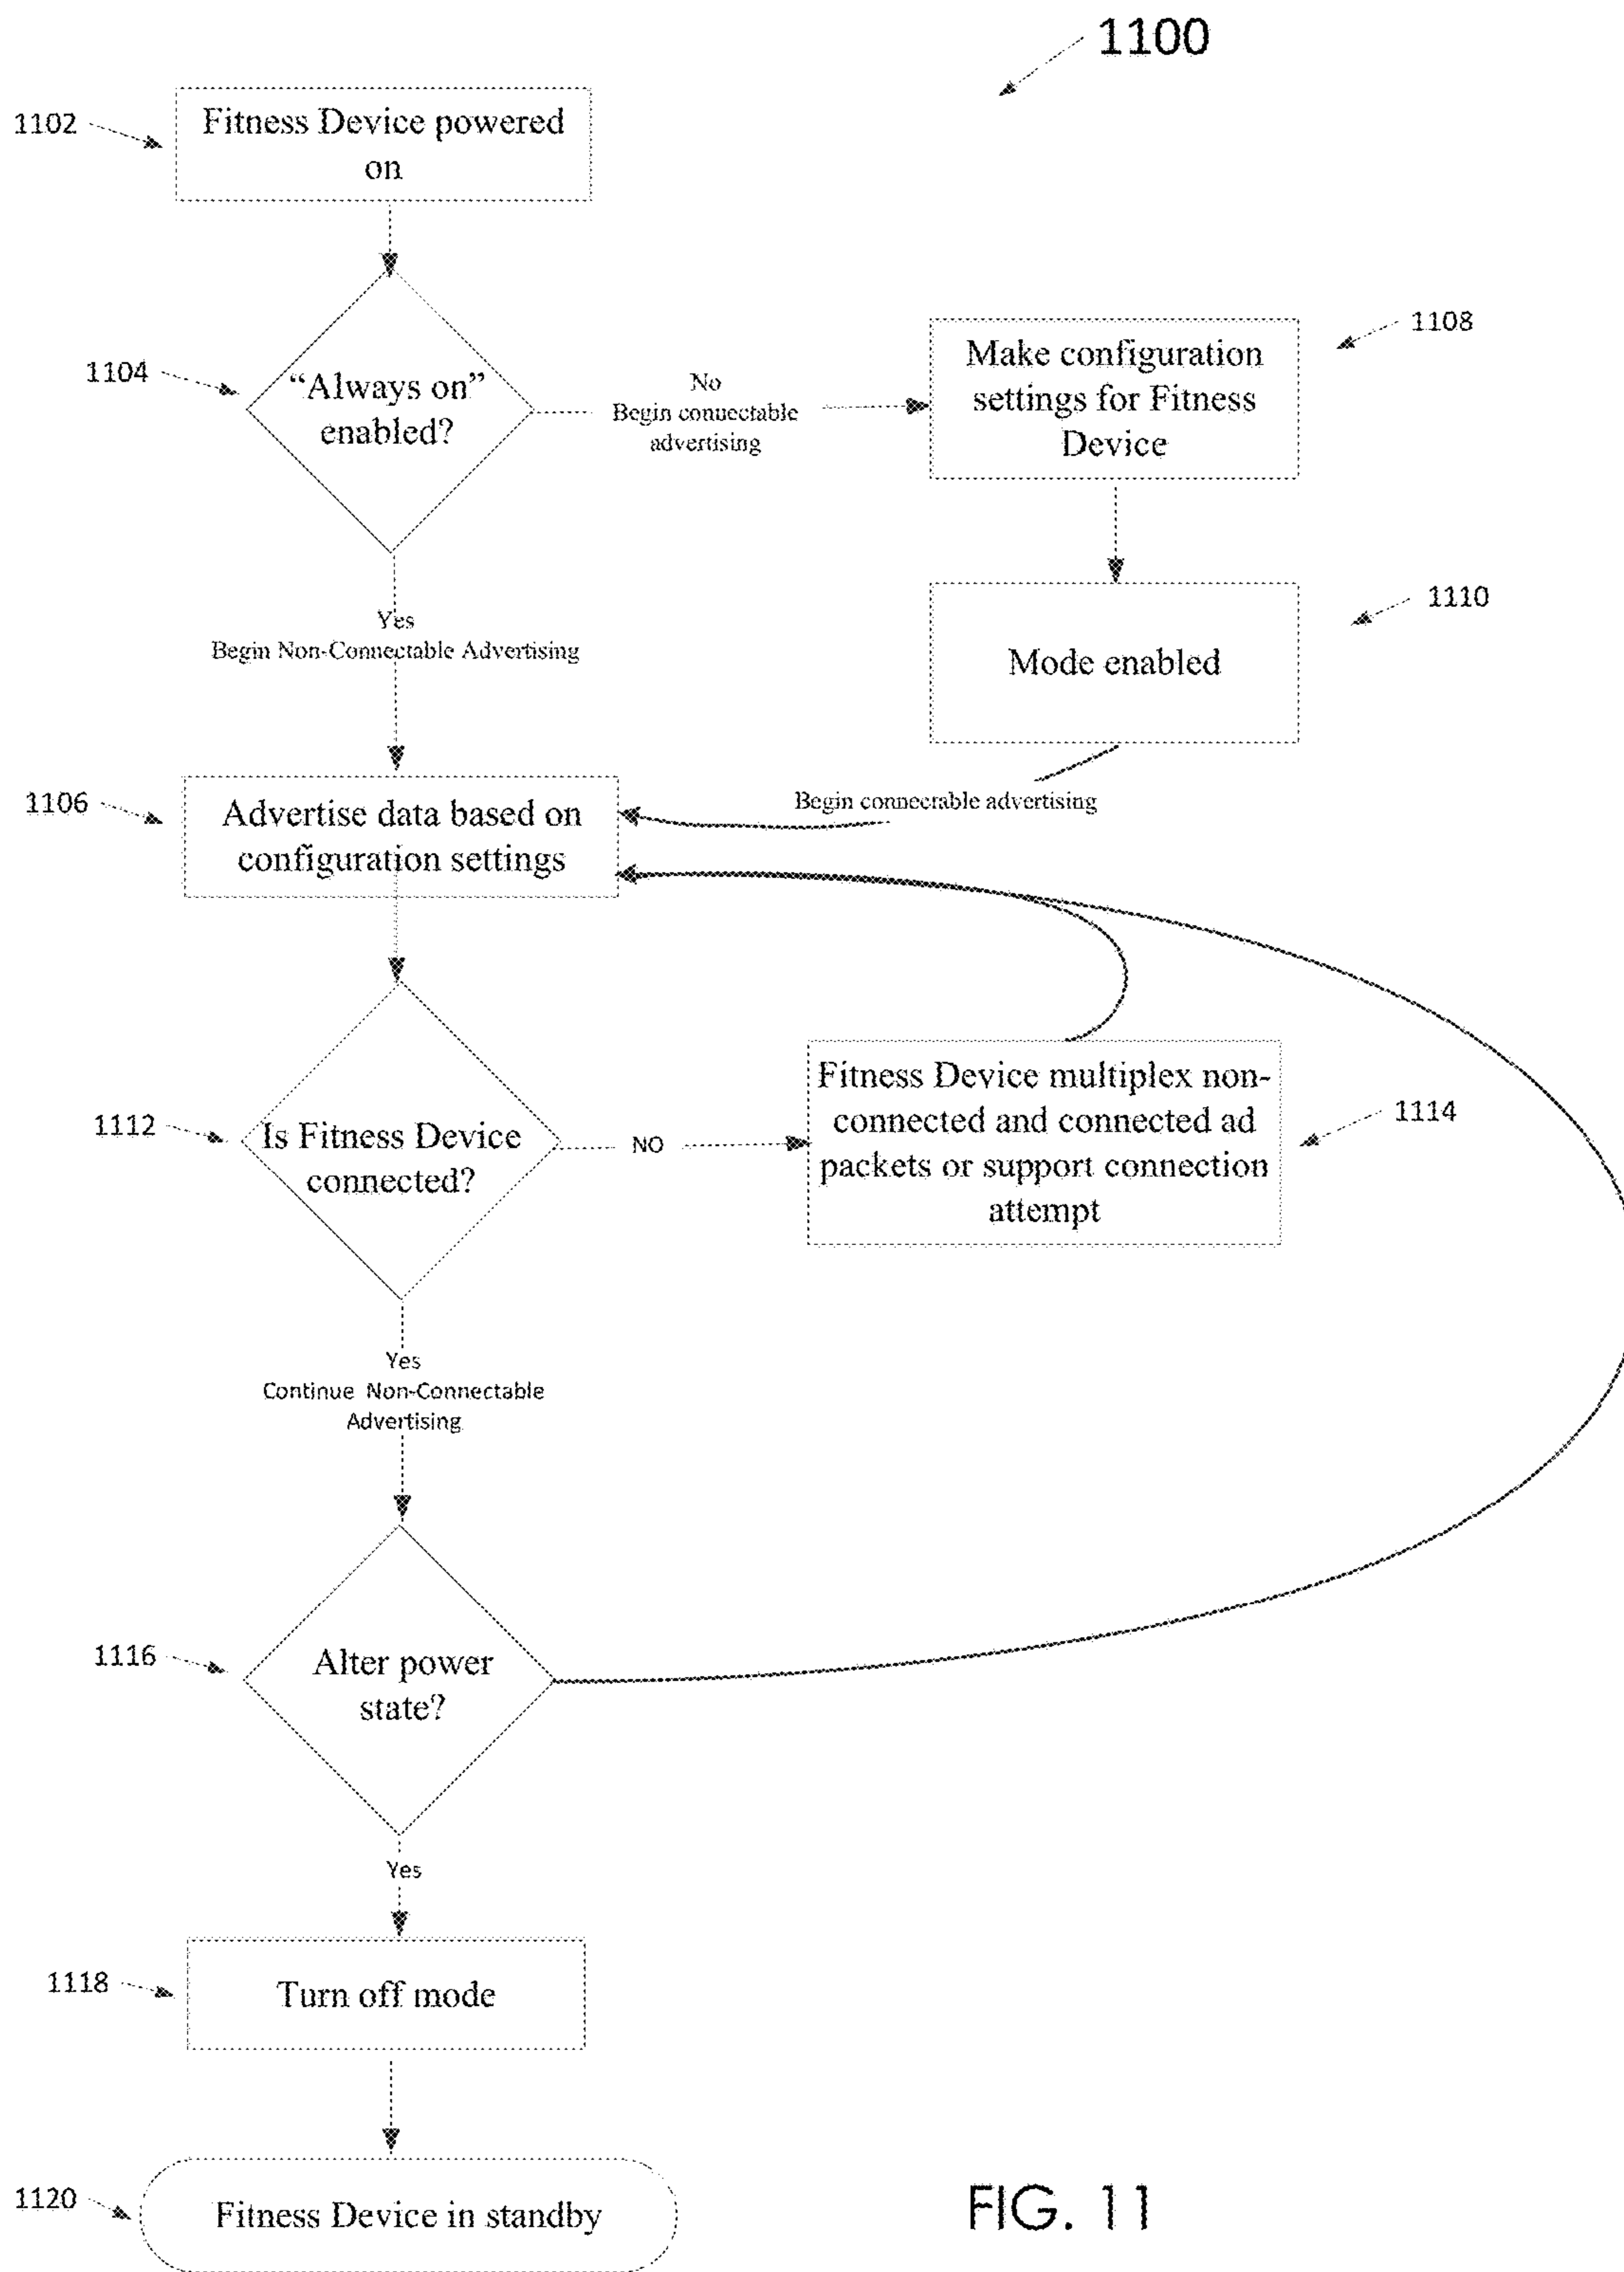 1100
1102
Fitness Device powered
on
1104
“Always on”
enabled?
No
Begin connectable
advertising
1108
Make configuration
settings for Fitness
Device
Yes
Begin Non-Connectable Advertising
1110
Mode enabled
1106
Advertise data based on
configuration settings
Begin connectable advertising
1112
Is Fitness Device
connected?
NO
Fitness Device multiplex non-
connected and connected ad
packets or support connection
attempt
1114
Yes
Continue Non-Connectable
Advertising
1116
Alter power
state?
Yes
1118
Turn off mode
1120
Fitness Device in standby
FIG. 11